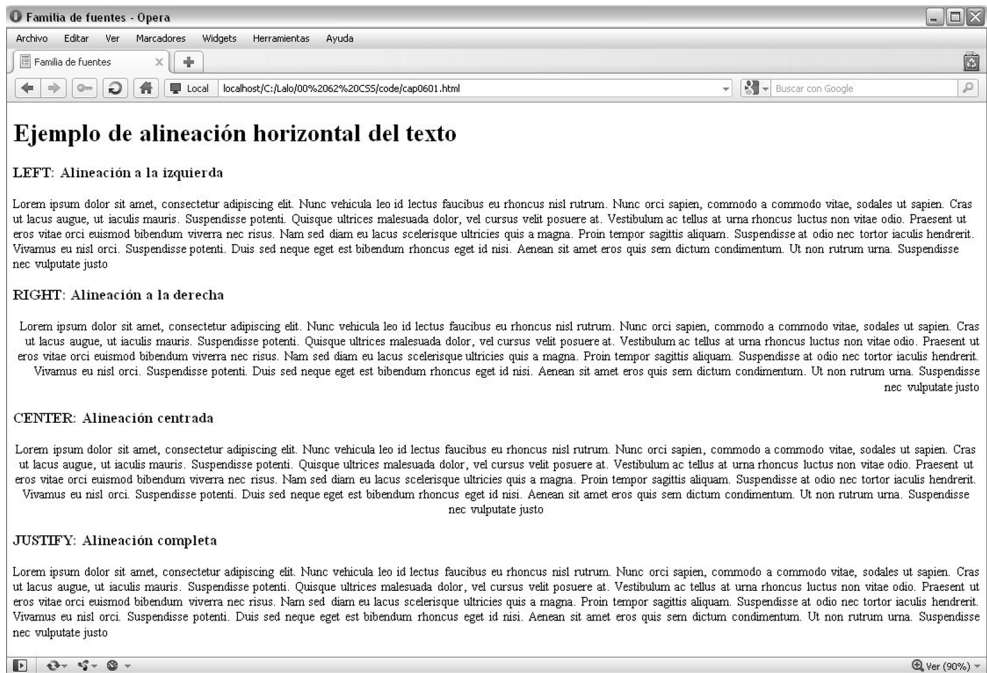 Familia de fuentes - Opera
Archivo Editar Ver Marcadores Widgets Herramientas Ayuda
Familia de fuentes
Local localhost/C:/Lalo/00%2062%20CSS/code/cap0601.html Buscar con Google
Ejemplo de alineación horizontal del texto
LEFT: Alineación a la izquierda
Lorem ipsum dolor sit amet, consectetur adipiscing elit. Nunc vehicula leo id lectus faucibus eu rhoncus nisl rutrum. Nunc orci sapien, commodo a commodo vitae, sodales ut sapien. Cras
ut lacus augue, ut iaculis mauris. Suspendisse potenti. Quisque ultrices malesuada dolor, vel cursus velit posuere at. Vestibulum ac tellus at urna rhoncus luctus non vitae odio. Praesent ut
eros vitae orci euismod bibendum viverra nec risus. Nam sed diam eu lacus scelerisque ultricies quis a magna. Proin tempor sagittis aliquam. Suspendisse at odio nec tortor iaculis hendrerit.
Vivamus eu nisl orci. Suspendisse potenti. Duis sed neque eget est bibendum rhoncus eget id nisi. Aenean sit amet eros quis sem dictum condimentum. Ut non rutrum urna. Suspendisse
nec vulputate justo
RIGHT: Alineación a la derecha
Lorem ipsum dolor sit amet, consectetur adipiscing elit. Nunc vehicula leo id lectus faucibus eu rhoncus nisl rutrum. Nunc orci sapien, commodo a commodo vitae, sodales ut sapien. Cras
ut lacus augue, ut iaculis mauris. Suspendisse potenti. Quisque ultrices malesuada dolor, vel cursus velit posuere at. Vestibulum ac tellus at urna rhoncus luctus non vitae odio. Praesent ut
eros vitae orci euismod bibendum viverra nec risus. Nam sed diam eu lacus scelerisque ultricies quis a magna. Proin tempor sagittis aliquam. Suspendisse at odio nec tortor iaculis hendrerit.
Vivamus eu nisl orci. Suspendisse potenti. Duis sed neque eget est bibendum rhoncus eget id nisi. Aenean sit amet eros quis sem dictum condimentum. Ut non rutrum urna. Suspendisse
nec vulputate justo
CENTER: Alineación centrada
Lorem ipsum dolor sit amet, consectetur adipiscing elit. Nunc vehicula leo id lectus faucibus eu rhoncus nisl rutrum. Nunc orci sapien, commodo a commodo vitae, sodales ut sapien. Cras
ut lacus augue, ut iaculis mauris. Suspendisse potenti. Quisque ultrices malesuada dolor, vel cursus velit posuere at. Vestibulum ac tellus at urna rhoncus luctus non vitae odio. Praesent ut
eros vitae orci euismod bibendum viverra nec risus. Nam sed diam eu lacus scelerisque ultricies quis a magna. Proin tempor sagittis aliquam. Suspendisse at odio nec tortor iaculis hendrerit.
Vivamus eu nisl orci. Suspendisse potenti. Duis sed neque eget est bibendum rhoncus eget id nisi. Aenean sit amet eros quis sem dictum condimentum. Ut non rutrum urna. Suspendisse
nec vulputate justo
JUSTIFY: Alineación completa
Lorem ipsum dolor sit amet, consectetur adipiscing elit. Nunc vehicula leo id lectus faucibus eu rhoncus nisl rutrum. Nunc orci sapien, commodo a commodo vitae, sodales ut sapien. Cras
ut lacus augue, ut iaculis mauris. Suspendisse potenti. Quisque ultrices malesuada dolor, vel cursus velit posuere at. Vestibulum ac tellus at urna rhoncus luctus non vitae odio. Praesent ut
eros vitae orci euismod bibendum viverra nec risus. Nam sed diam eu lacus scelerisque ultricies quis a magna. Proin tempor sagittis aliquam. Suspendisse at odio nec tortor iaculis hendrerit.
Vivamus eu nisl orci. Suspendisse potenti. Duis sed neque eget est bibendum rhoncus eget id nisi. Aenean sit amet eros quis sem dictum condimentum. Ut non rutrum urna. Suspendisse
nec vulputate justo
Ver (90%)